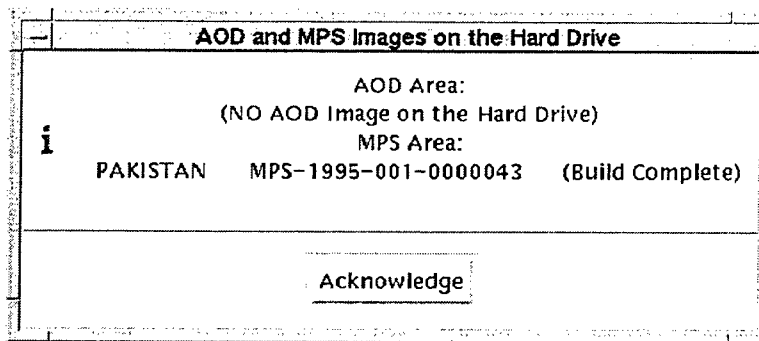 AOD and MPS Images on the Hard Drive
AOD Area:
(NO AOD Image on the Hard Drive)
MPS Area:
PAKISTAN MPS-1995-001-0000043 (Build Complete)
Acknowledge